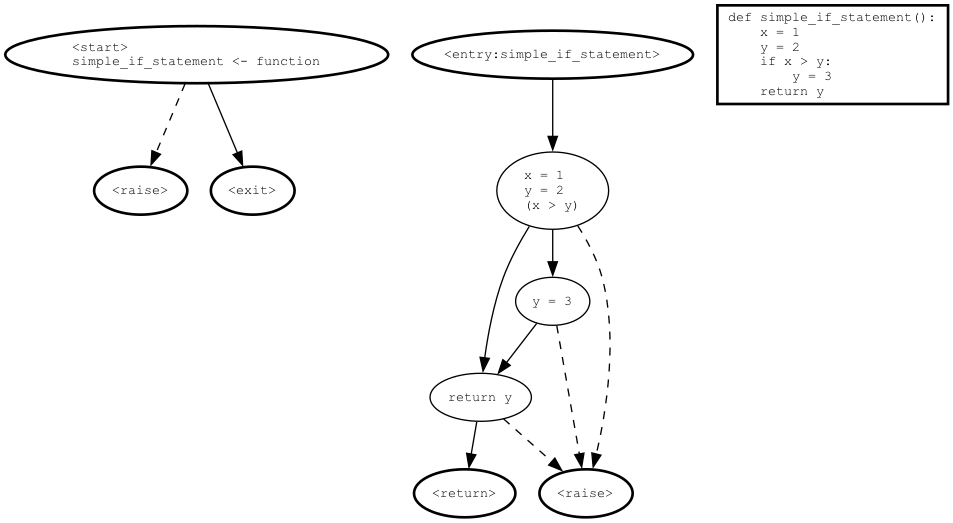 <start>
simple_if_statement <- function
<raise>
<exit>
<entry:simple_if_statement>
x = 1
y = 2
(x > y)
y = 3
return y
<return>
<raise>
def simple_if_statement():
    x = 1
    y = 2
    if x > y:
        y = 3
    return y